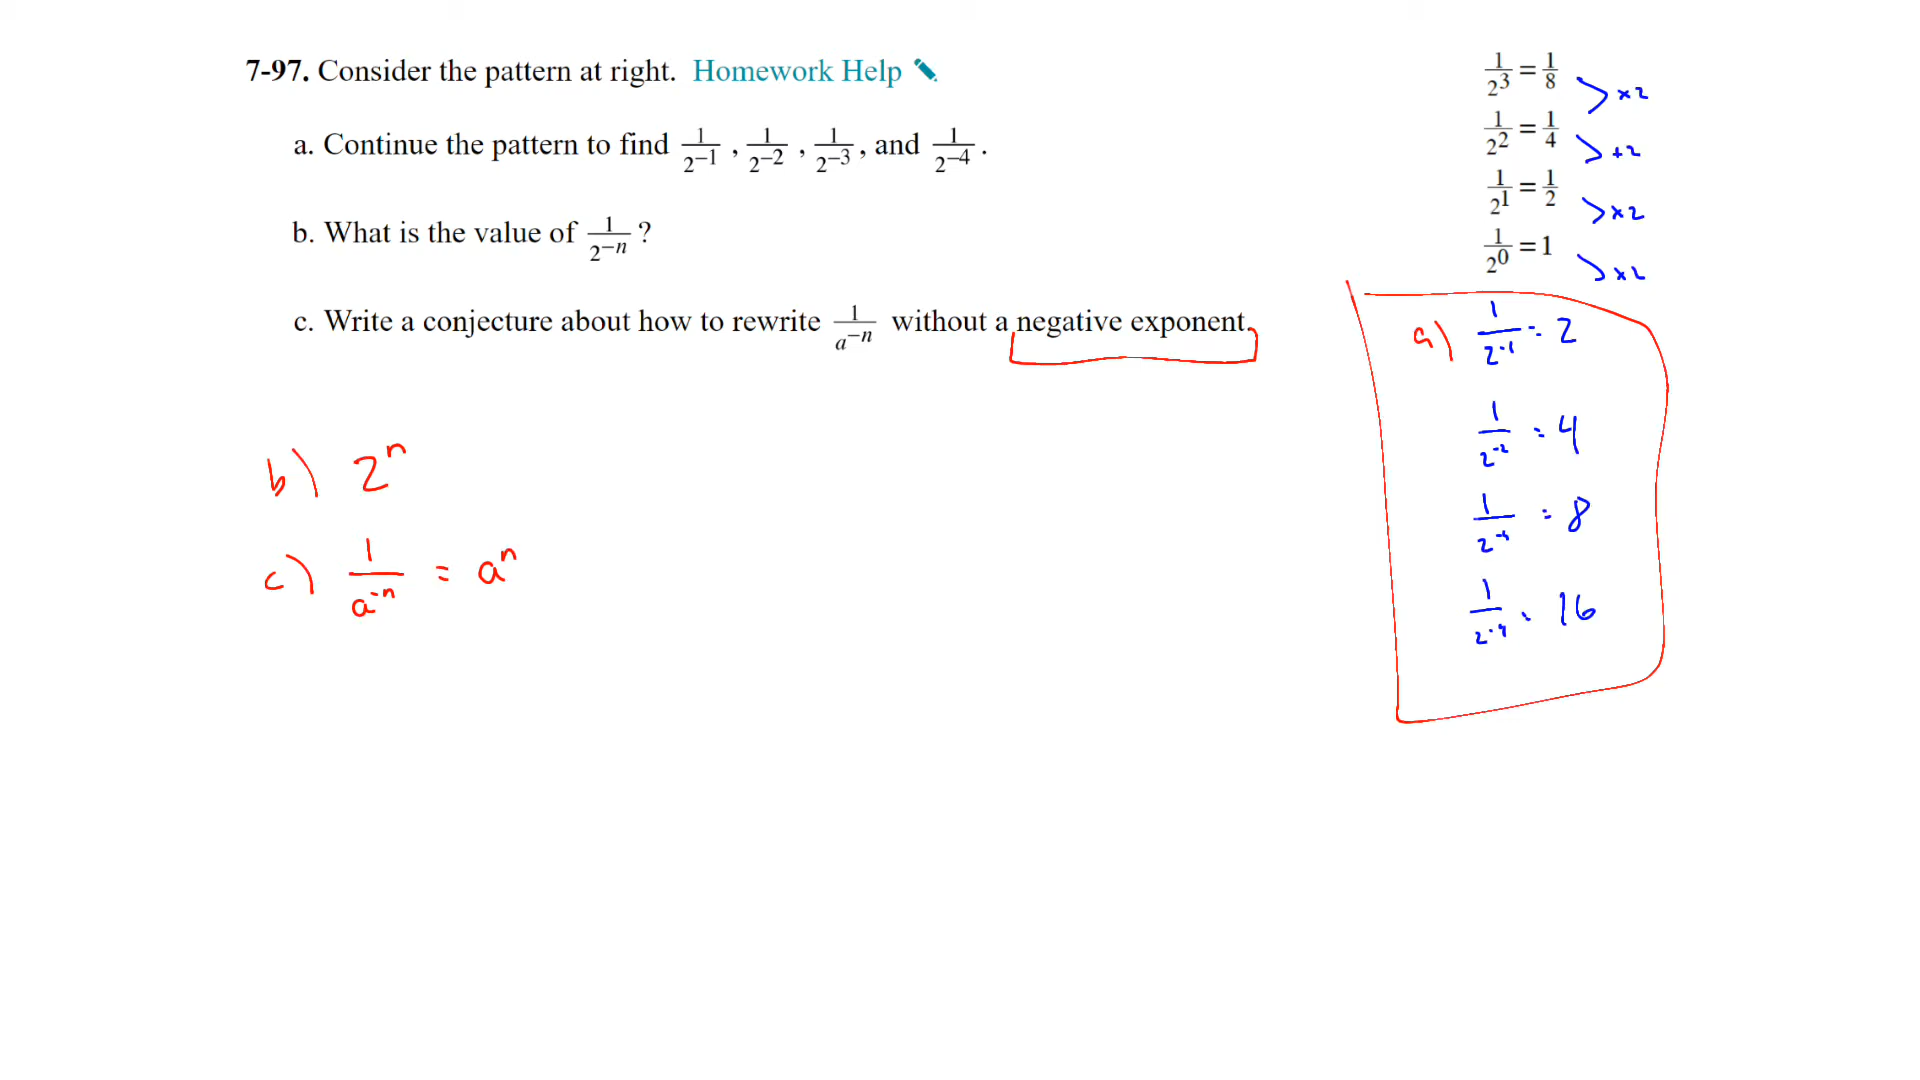 7-97. Consider the pattern at right. Homework Help
a. Continue the pattern to find 1/2^−1, 1/2^−2, 1/2^−3, and 1/2^−4.
b. What is the value of 1/2^−n?
c. Write a conjecture about how to rewrite 1/a^−n without a negative exponent.
1/2^3 = 1/8
×2
1/2^2 = 1/4
+2
1/2^1 = 1/2
×2
1/2^0 = 1
×2
a) 1/2^-1 = 2
1/2^-2 = 4
1/2 = 8
1/2^-4 = 16
b) 2^n
c) 1/a^-n = a^n